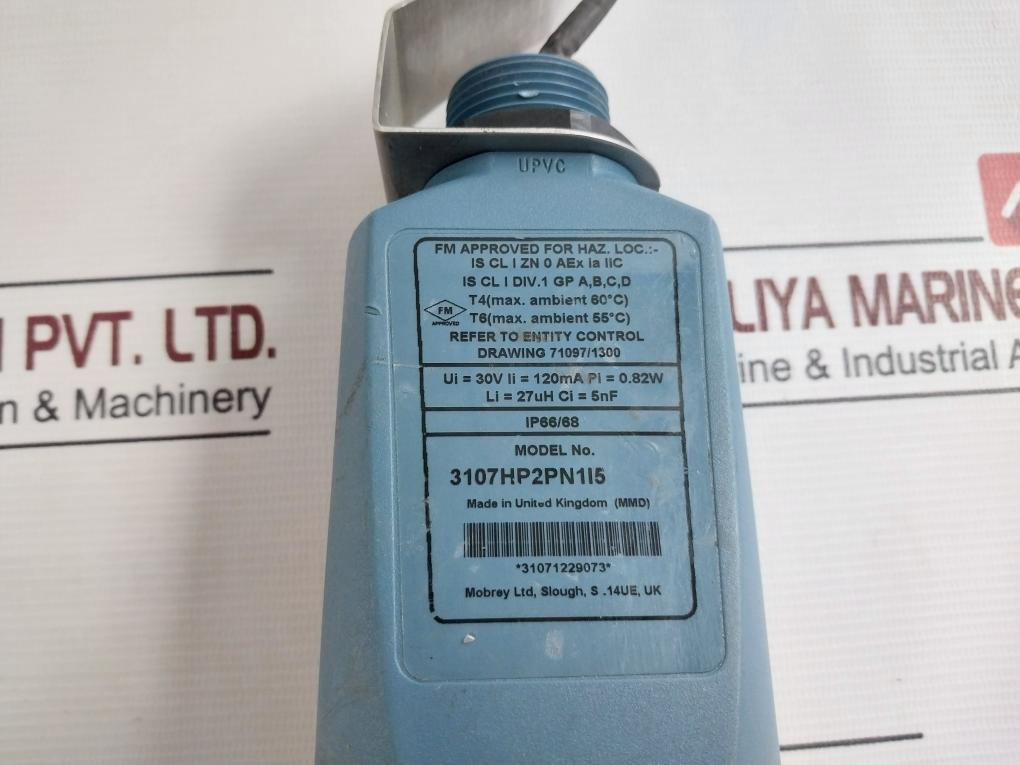 UPVC
FM APPROVED FOR HAZ. LOC.:-
IS CL I ZN 0 AEx ia IIC
IS CL I DIV.1 GP A,B,C,D
T4(max. ambient 60°C)
FM
APPROVED
T6(max. ambient 55°C)
REFER TO ENTITY CONTROL
DRAWING 71097/1300
Ui = 30V Ii = 120mA Pi = 0.82W
Li = 27uH Ci = 5nF
IP66/68
MODEL No.
3107HP2PN1I5
Made in United Kingdom (MMD)
*31071229073*
Mobrey Ltd, Slough, S .14UE, UK
PVT. LTD.
n & Machinery
LIYA MARINE
ine & Industrial A